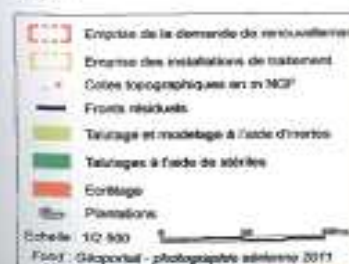 Emprise de la demande de renouvellement
Emprise des installations de traitement
Cotes topographiques en m NGF
Fronts résiduels
Talutage et modelage à l'aide d'inertes
Talutages à l'aide de stériles
Ecrêtage
Plantations
Echelle : 1/2 500
Fond : Géoportail - photographie aérienne 2011